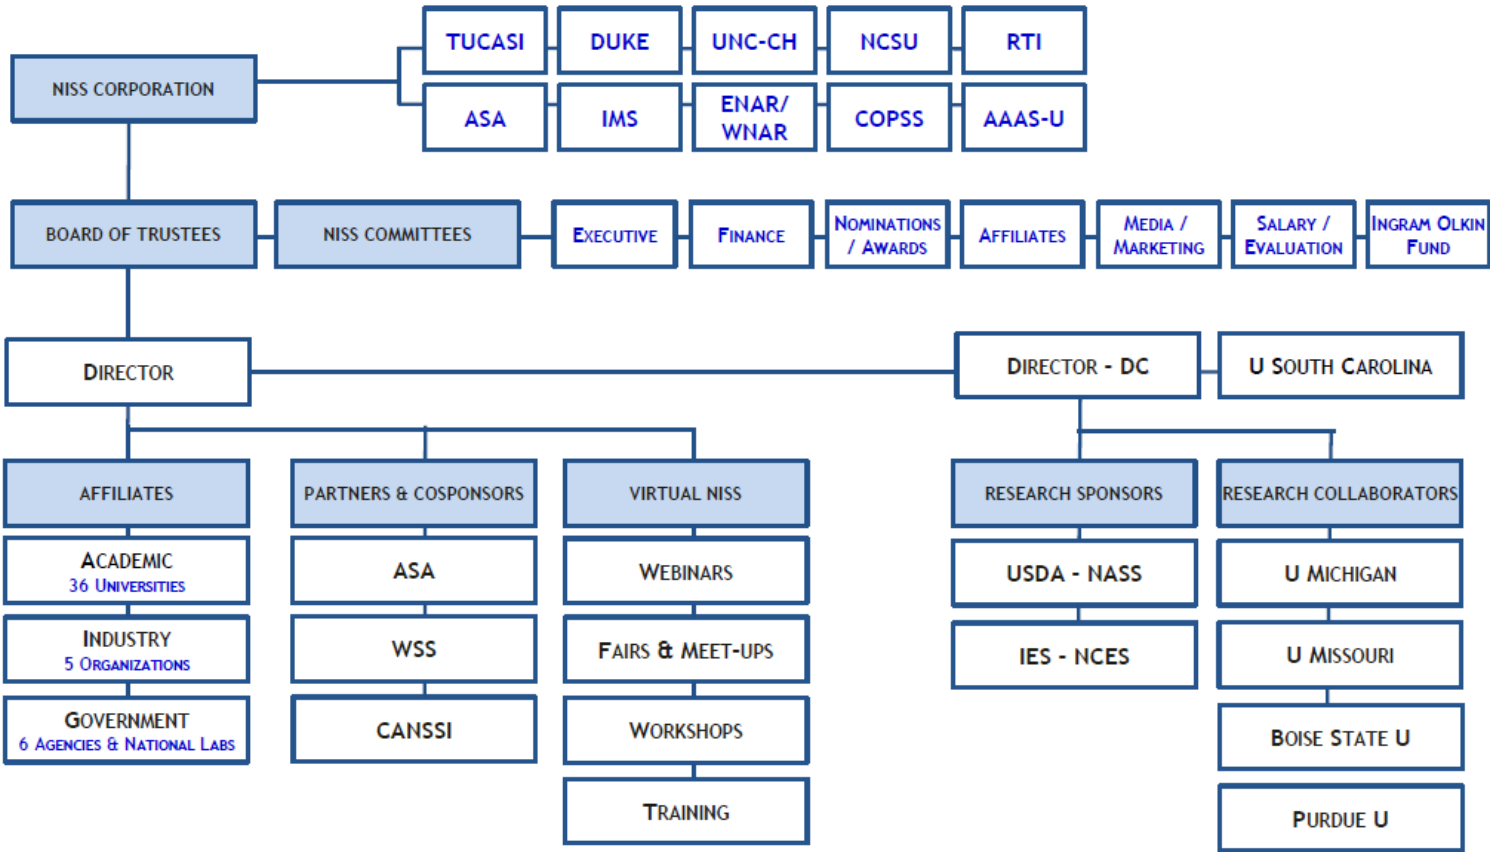 TUCASI
DUKE
UNC-CH
NCSU
RTI
NISS CORPORATION
ASA
IMS
ENAR/
WNAR
COPSS
AAAS-U
BOARD OF TRUSTEES
NISS COMMITTEES
EXECUTIVE
FINANCE
NOMINATIONS
/ AWARDS
AFFILIATES
MEDIA /
MARKETING
SALARY /
EVALUATION
INGRAM OLKIN
FUND
DIRECTOR
DIRECTOR - DC
U SOUTH CAROLINA
AFFILIATES
PARTNERS & COSPONSORS
VIRTUAL NISS
RESEARCH SPONSORS
RESEARCH COLLABORATORS
ACADEMIC
36 UNIVERSITIES
ASA
WEBINARS
USDA - NASS
U MICHIGAN
INDUSTRY
5 ORGANIZATIONS
WSS
FAIRS & MEET-UPS
IES - NCES
U MISSOURI
GOVERNMENT
6 AGENCIES & NATIONAL LABS
CANSSI
WORKSHOPS
BOISE STATE U
TRAINING
PURDUE U